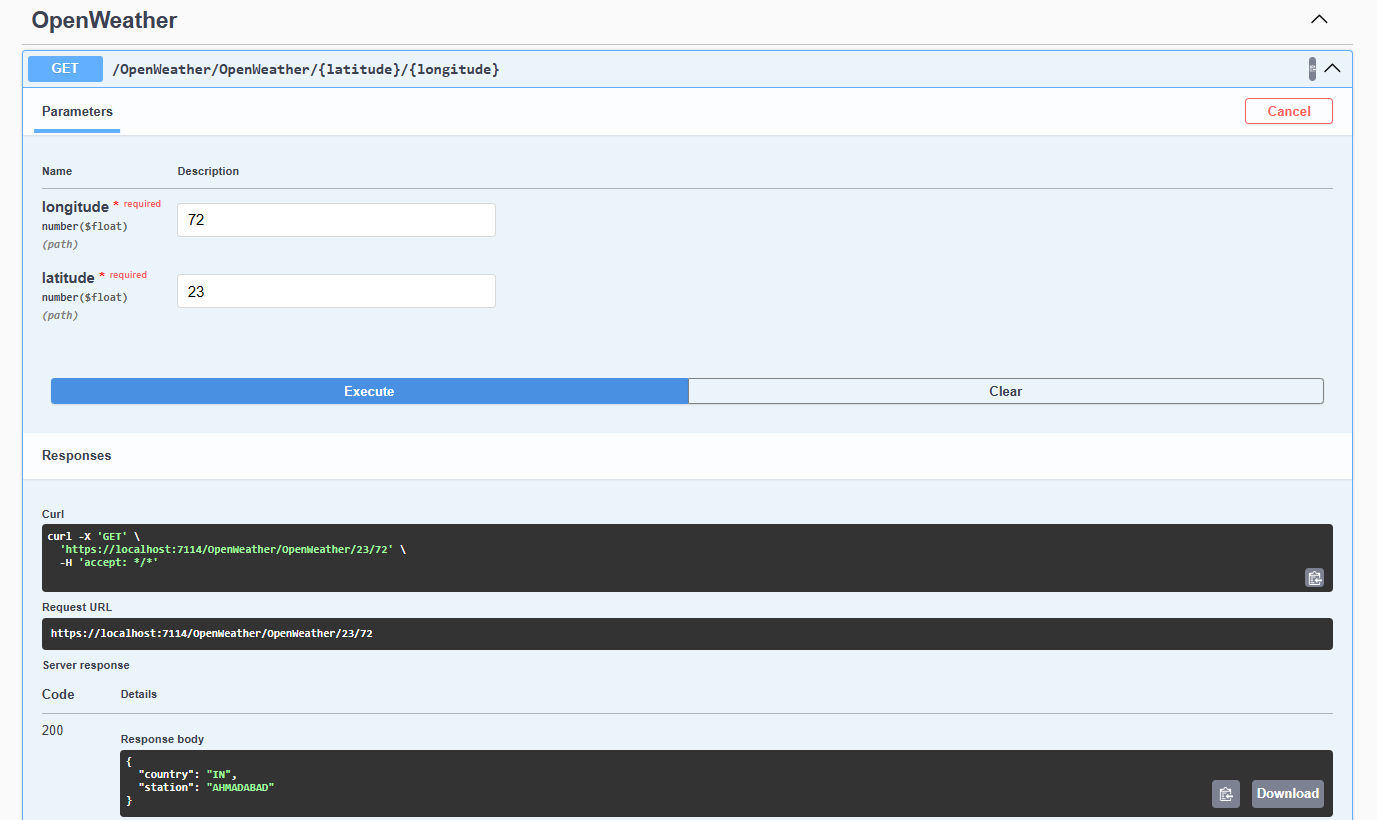 OpenWeather
GET /OpenWeather/OpenWeather/{latitude}/{longitude}
Parameters
Cancel
Name Description
longitude * required
number($float)
(path)
72
latitude * required
number($float)
(path)
23
Execute Clear
Responses
Curl
curl -X 'GET' \
'https://localhost:7114/OpenWeather/OpenWeather/23/72' \
-H 'accept: */*'
Request URL
https://localhost:7114/OpenWeather/OpenWeather/23/72
Server response
Code Details
200
Response body
{
"country": "IN",
"station": "AHMADABAD"
}
Download